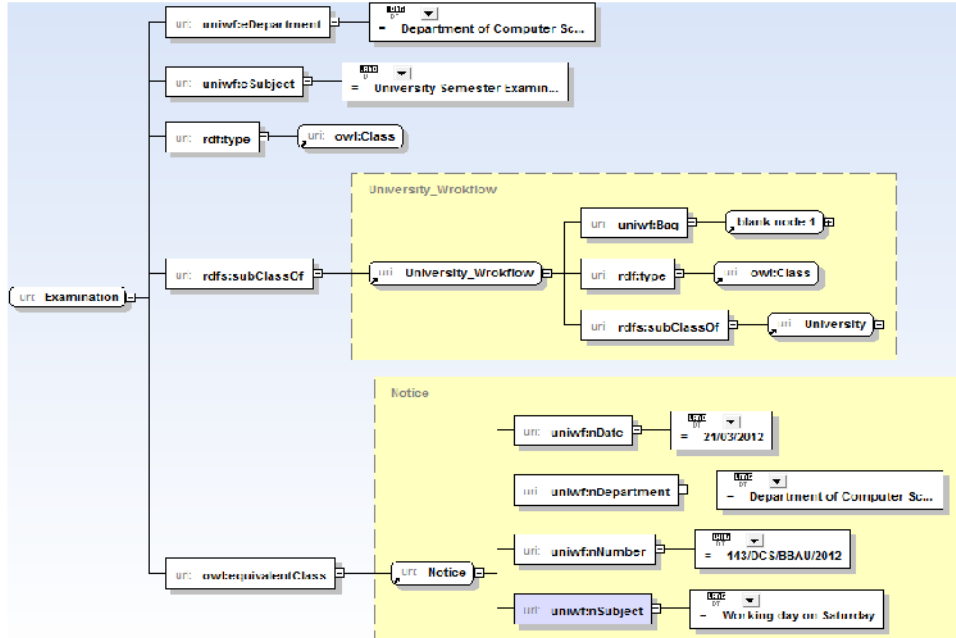 uri: uniwf:eDepartment
= Department of Computer Sc...
uri: uniwf:eSubject
= University Semester Examin...
uri: rdf:type
uri: owl:Class
University_Wrokflow
uri uniwf:Bag
blank node 1
uri: rdfs:subClassOf
uri University_Wrokflow
uri rdf:type
uri owl:Class
uri: Examination
uri rdfs:subClassOf
uri University
Notice
uri: uniwf:nDate
= 21/03/2012
uri uniwf:nDepartment
= Department of Computer Sc...
uri: uniwf:nNumber
= 143/DCS/BBAU/2012
uri: owl:equivalentClass
uri: Notice
uri: uniwf:nSubject
= Working day on Saturday